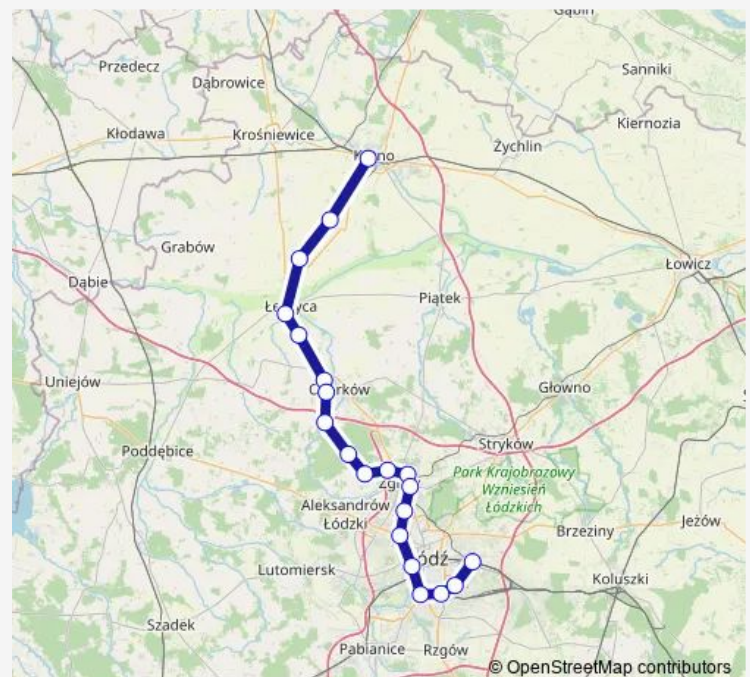 Gąbin
Przedecz
Sanniki
Dąbrowice
Kiernozia
Kłodawa
Krośniewice
Żychlin
Grabów
Łowicz
Dąbie
Piątek
Uniejów
Głowno
Stryków
Poddębice
Park Krajobrazowy
Wzniesień
Łódzkich
Aleksandrów
Łódzki
Jeżów
Brzeziny
Lutomiersk
Koluszki
Szadek
Pabianice
Rzgów
© OpenStreetMap contributors